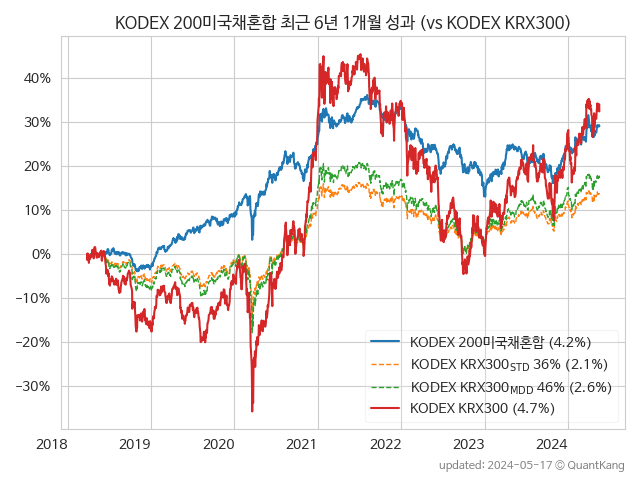 KODEX 200미국채혼합 최근 6년 1개월 성과 (vs KODEX KRX300)
40%
30%
20%
10%
0%
−10%
−20%
−30%
KODEX 200미국채혼합 (4.2%)
KODEX KRX300STD 36% (2.1%)
KODEX KRX300MDD 46% (2.6%)
KODEX KRX300 (4.7%)
2018 2019 2020 2021 2022 2023 2024
updated: 2024-05-17 © QuantKang